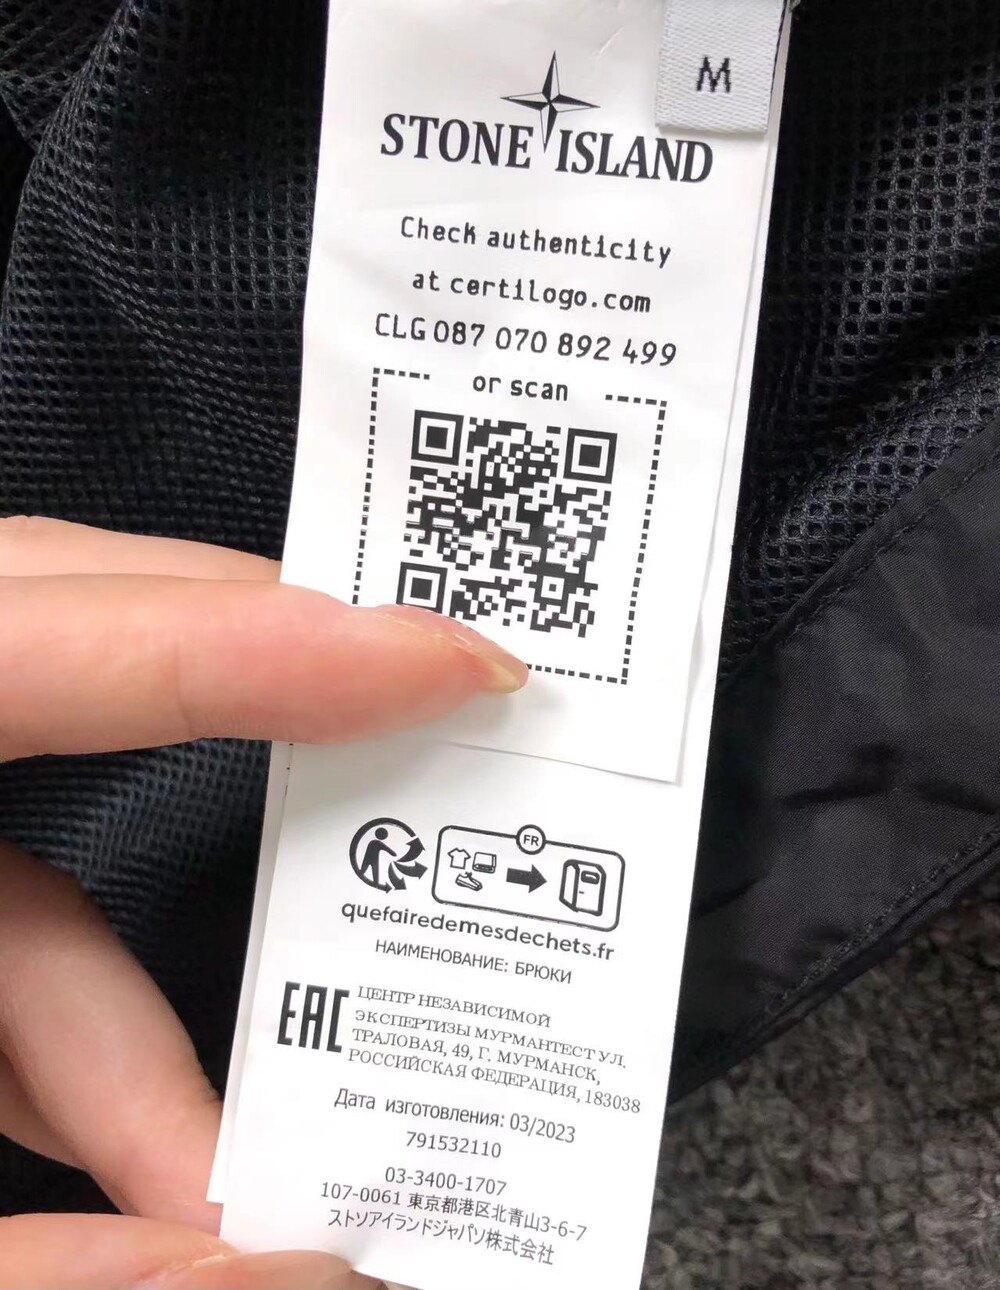 M
STONE ISLAND
Check authenticity
at certilogo.com
CLG 087 070 892 499
or scan
FR
quefairedemesdechets.fr
НАИМЕНОВАНИЕ: БРЮКИ
EAC
ЦЕНТР НЕЗАВИСИМОЙ
ЭКСПЕРТИЗЫ МУРМАНТЕСТ УЛ.
ТРАЛОВАЯ, 49, Г. МУРМАНСК,
РОССИЙСКАЯ ФЕДЕРАЦИЯ, 183038
Дата изготовления: 03/2023
791532110
03-3400-1707
107-0061 東京都港区北青山3-6-7
ストソアイランドジャパソ株式会社